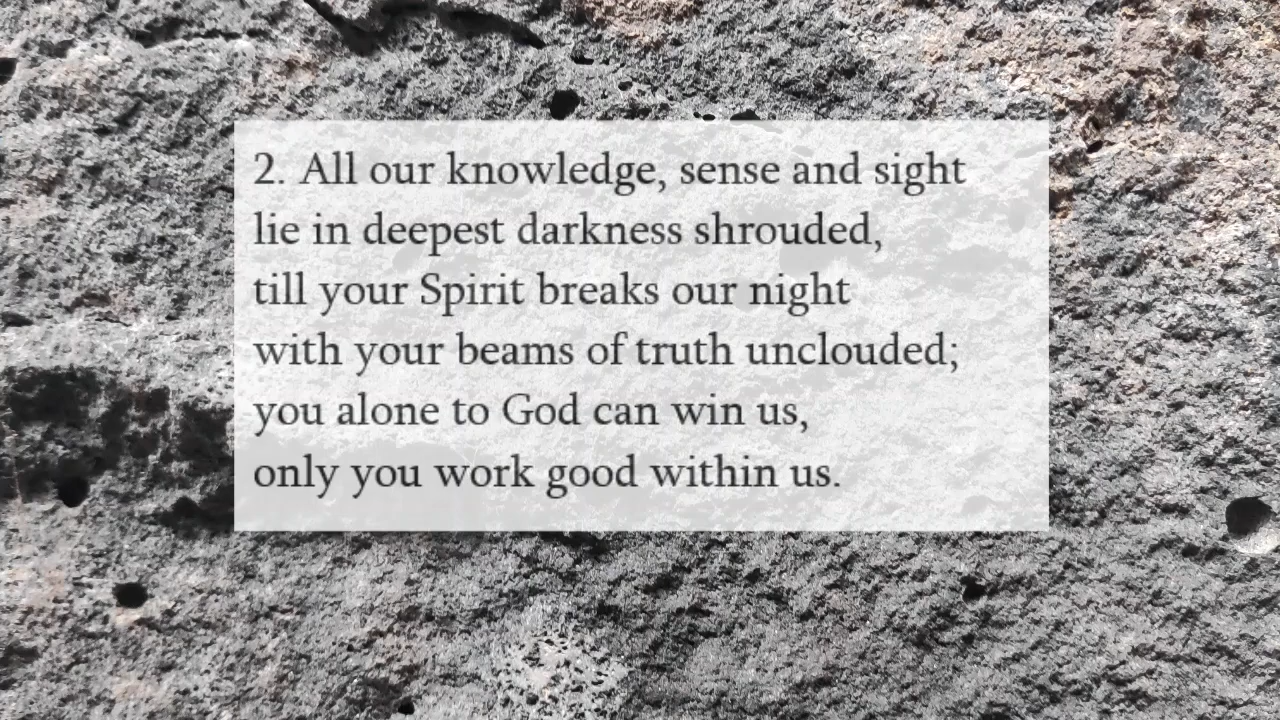 2. All our knowledge, sense and sight
lie in deepest darkness shrouded,
till your Spirit breaks our night
with your beams of truth unclouded;
you alone to God can win us,
only you work good within us.